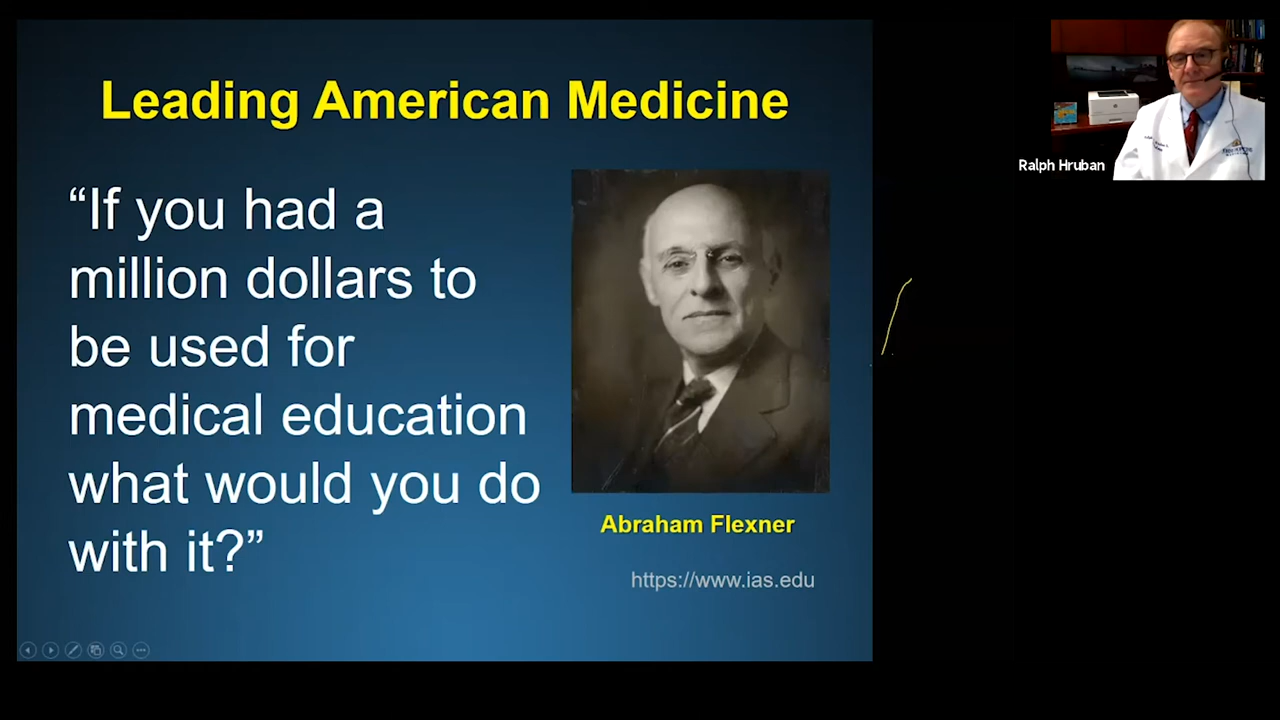 Leading American Medicine
“If you had a
million dollars to
be used for
medical education
what would you do
with it?”
Abraham Flexner
https://www.ias.edu
Ralph Hruban